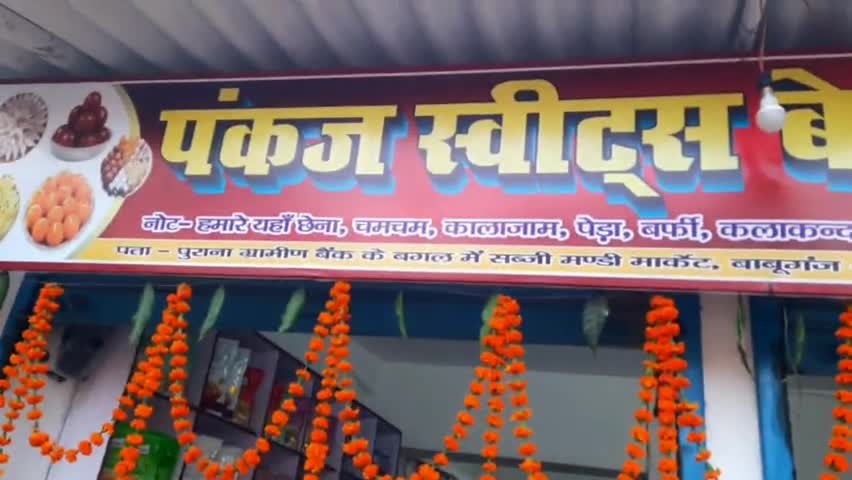 पंकज स्वीट्स
नोट- हमारे यहाँ छेना, चमचम, कालाजाम, पेड़ा, बर्फी, कलाकन्द
पता - पुराना ग्रामीण बैंक के बगल में सब्जी मण्डी मार्केट, बाबूगंज